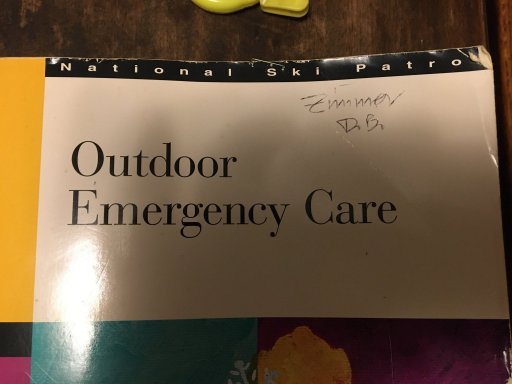 National Ski Patro
Zimmer
D.B.
Outdoor
Emergency Care